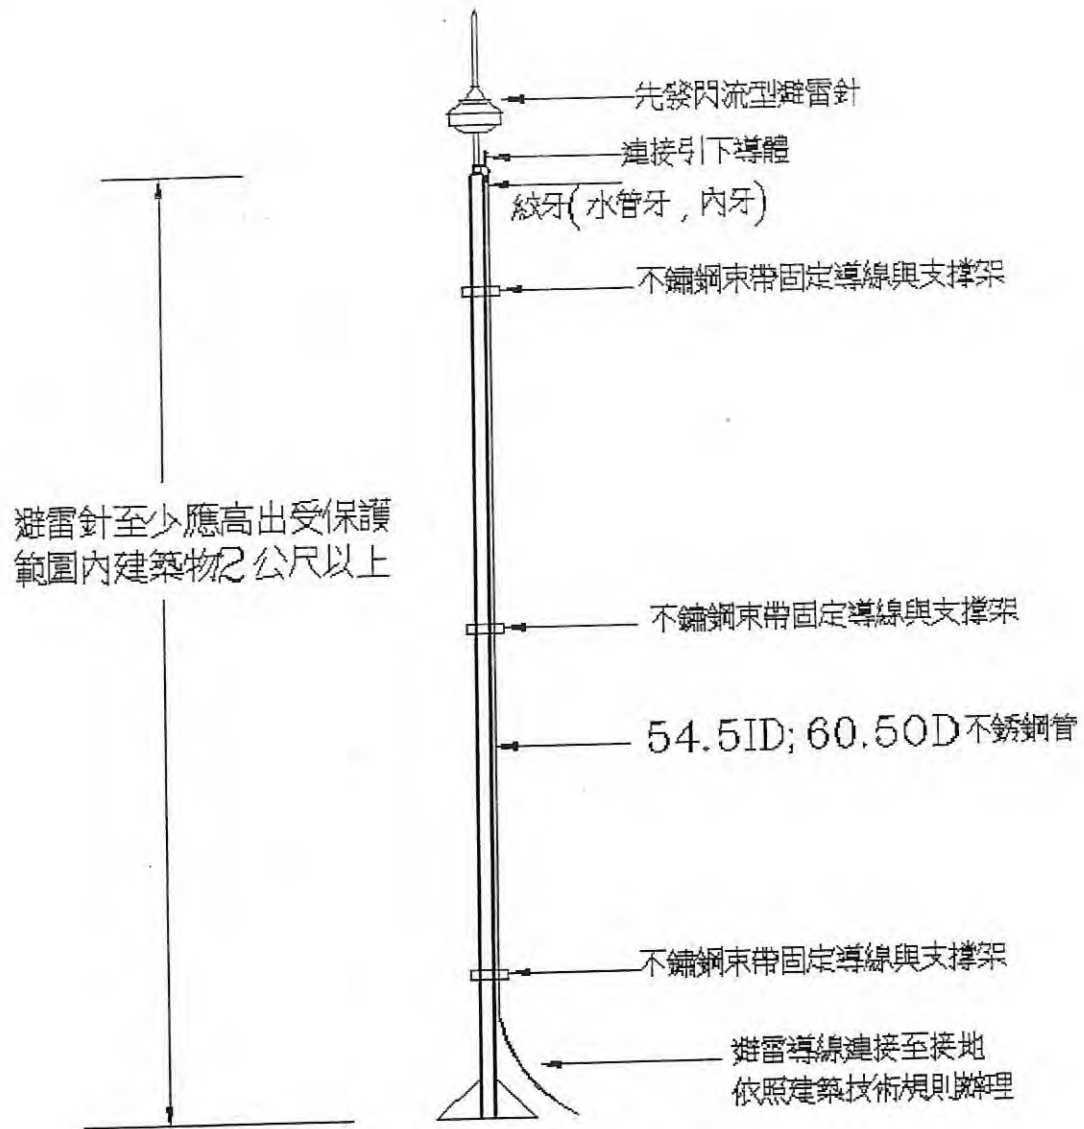 先發閃流型避雷針
連接引下導體
絞牙(水管牙,內牙)
不鏽鋼束帶固定導線與支撐架
避雷針至少應高出受保護
範圍內建築物2公尺以上
不鏽鋼束帶固定導線與支撐架
54.5ID; 60.5OD不銹鋼管
不鏽鋼束帶固定導線與支撐架
避雷導線連接至接地
依照建築技術規則辦理